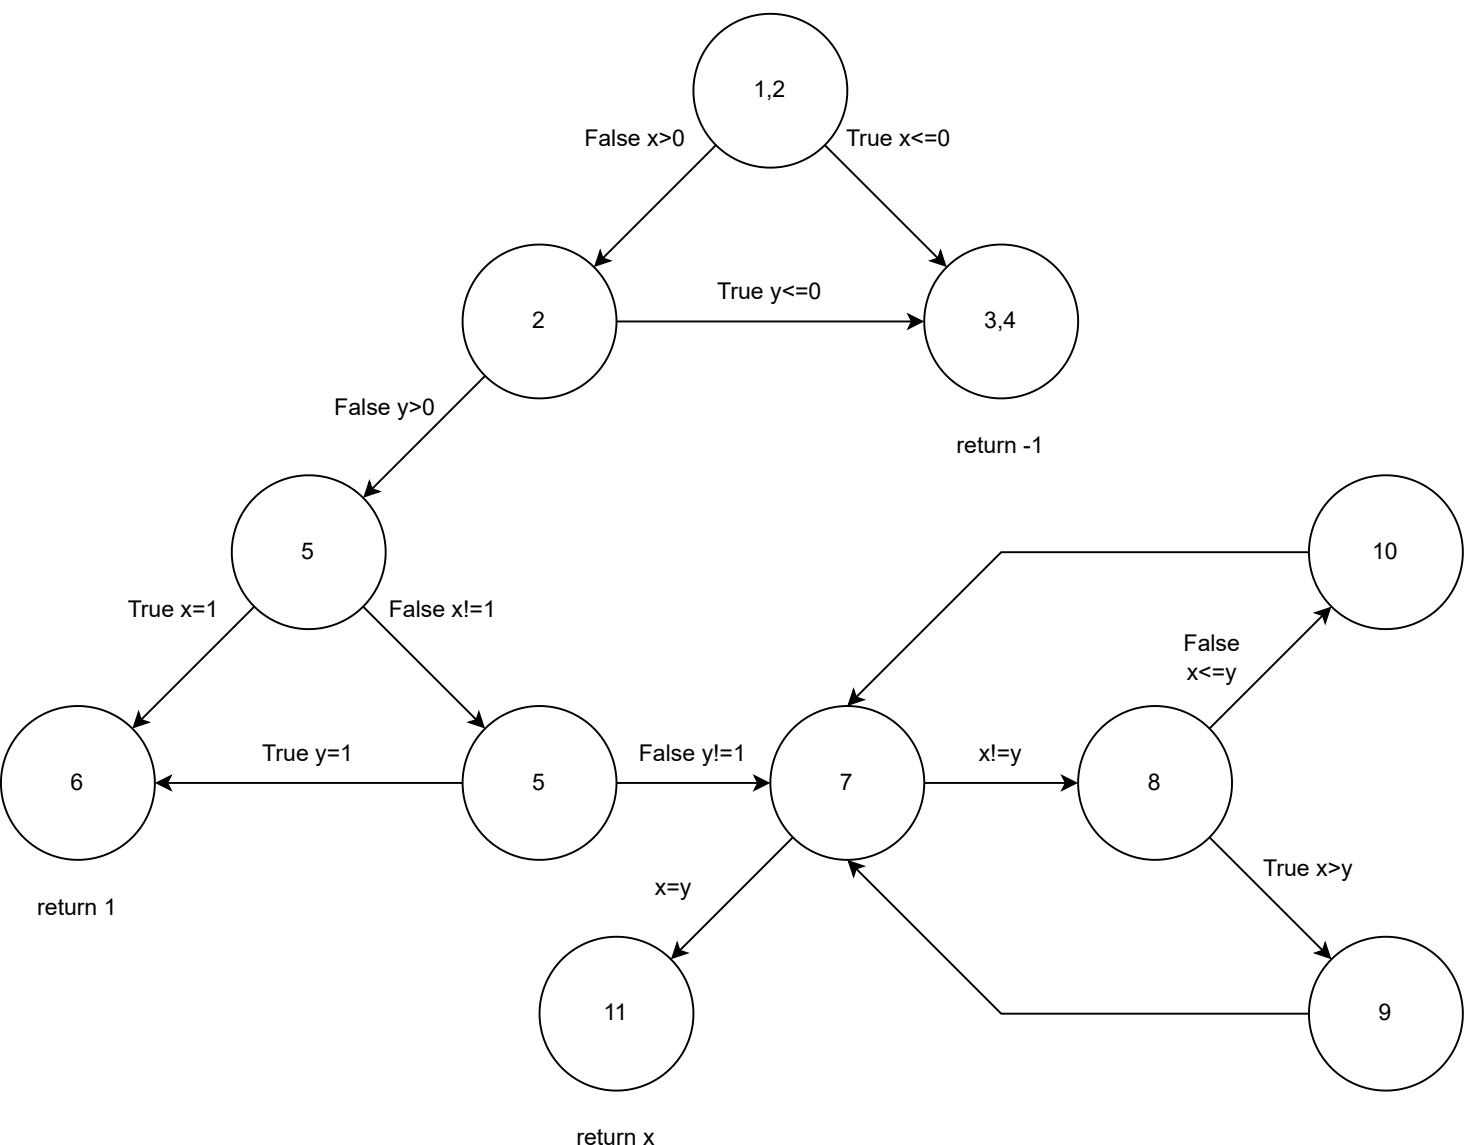 1,2
False x>0
True x<=0
2
True y<=0
3,4
False y>0
return -1
5
10
True x=1
False x!=1
False
x<=y
6
True y=1
5
False y!=1
7
x!=y
8
True x>y
return 1
x=y
11
9
return x